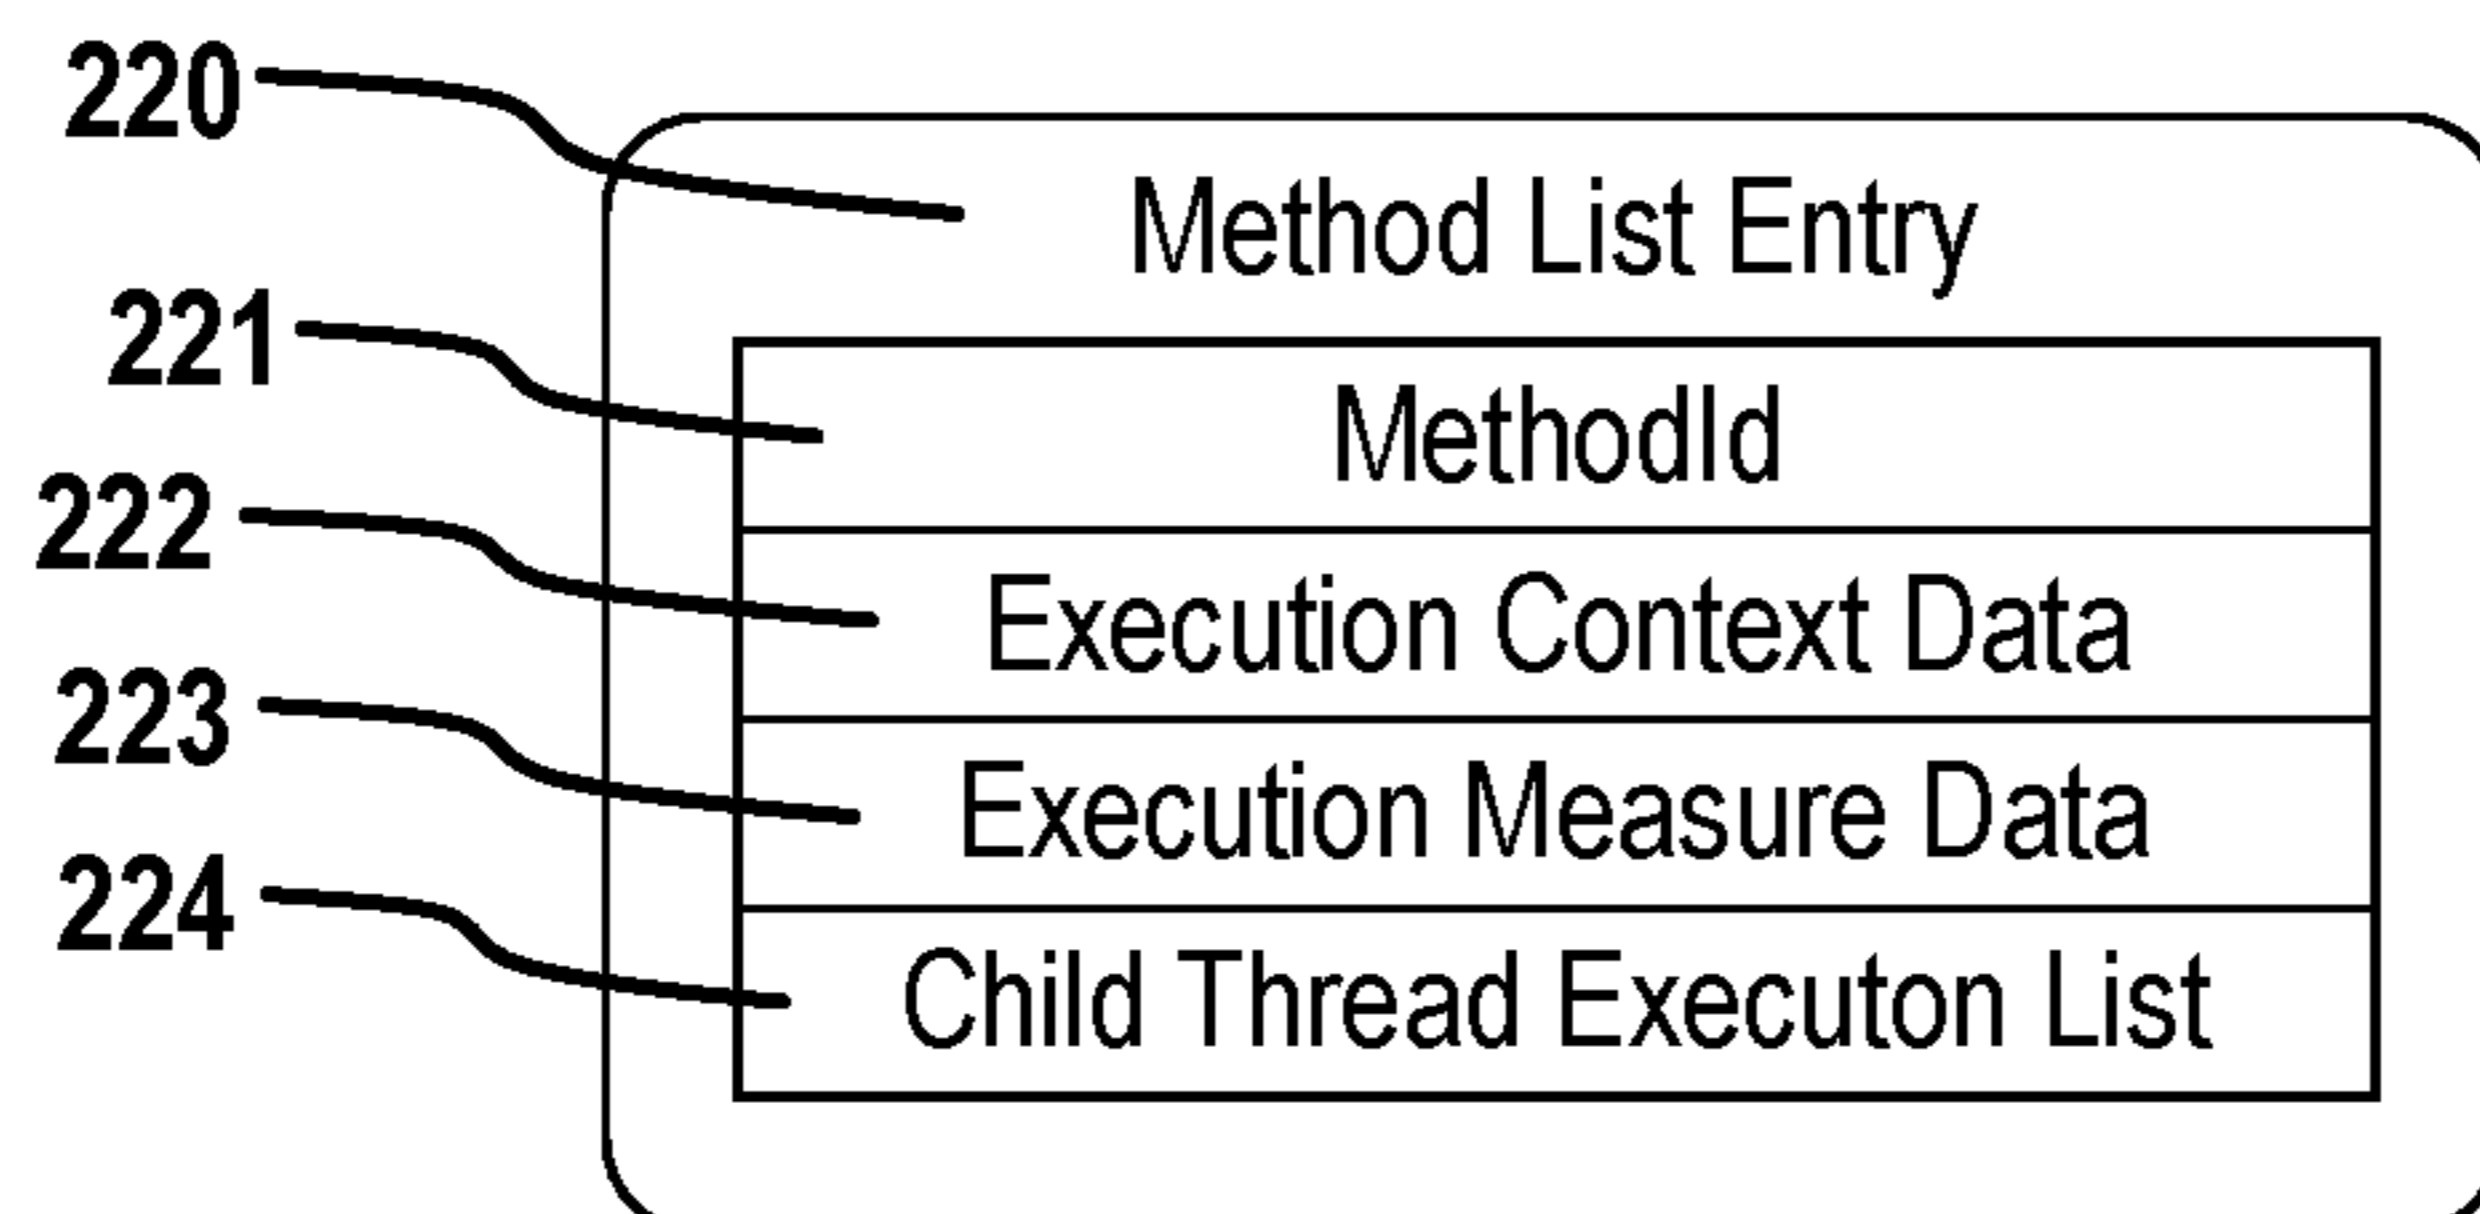 220
Method List Entry
221
MethodId
222
Execution Context Data
223
Execution Measure Data
224
Child Thread Executon List